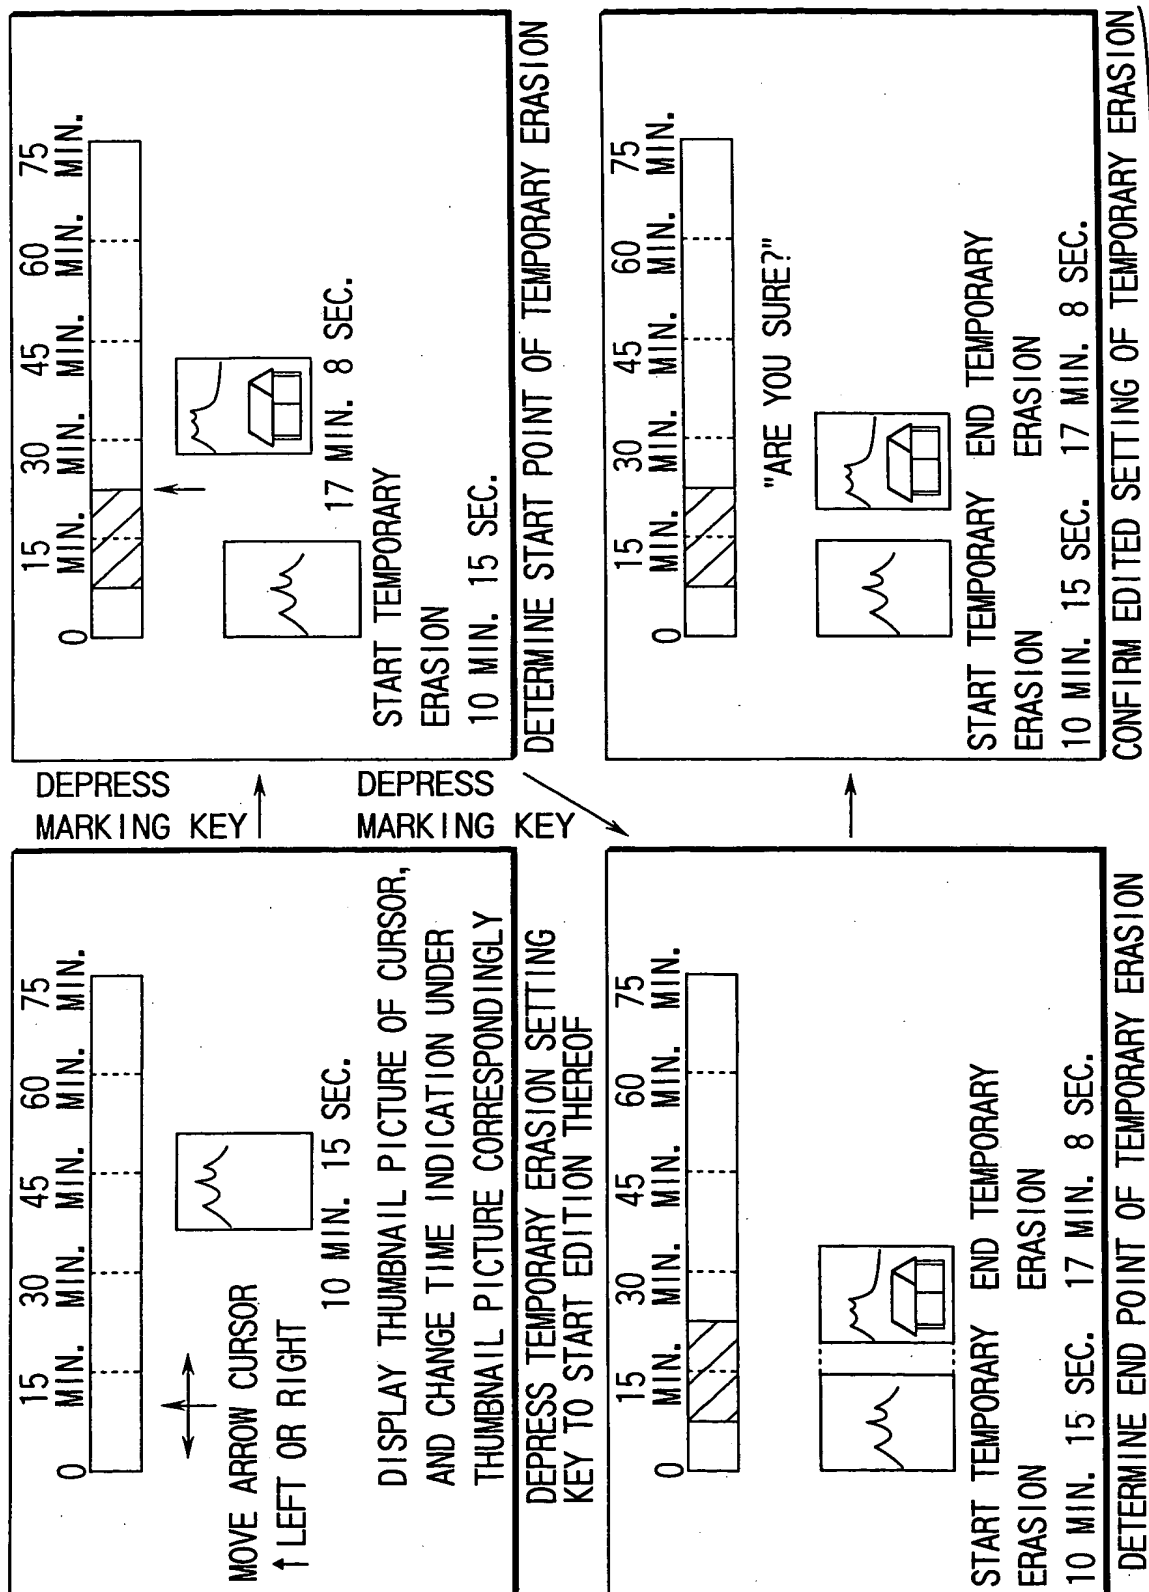 0
15 MIN.
30 MIN.
45 MIN.
60 MIN.
75 MIN.
MOVE ARROW CURSOR
↑ LEFT OR RIGHT
10 MIN. 15 SEC.
DISPLAY THUMBNAIL PICTURE OF CURSOR,
AND CHANGE TIME INDICATION UNDER
THUMBNAIL PICTURE CORRESPONDINGLY
DEPRESS TEMPORARY ERASION SETTING
KEY TO START EDITION THEREOF
DEPRESS
MARKING KEY
0
15 MIN.
30 MIN.
45 MIN.
60 MIN.
75 MIN.
17 MIN. 8 SEC.
START TEMPORARY
ERASION
10 MIN. 15 SEC.
DETERMINE START POINT OF TEMPORARY ERASION
DEPRESS
MARKING KEY
0
15 MIN.
30 MIN.
45 MIN.
60 MIN.
75 MIN.
START TEMPORARY END TEMPORARY
ERASION ERASION
10 MIN. 15 SEC. 17 MIN. 8 SEC.
DETERMINE END POINT OF TEMPORARY ERASION
0
15 MIN.
30 MIN.
45 MIN.
60 MIN.
75 MIN.
"ARE YOU SURE?"
START TEMPORARY END TEMPORARY
ERASION ERASION
10 MIN. 15 SEC. 17 MIN. 8 SEC.
CONFIRM EDITED SETTING OF TEMPORARY ERASION